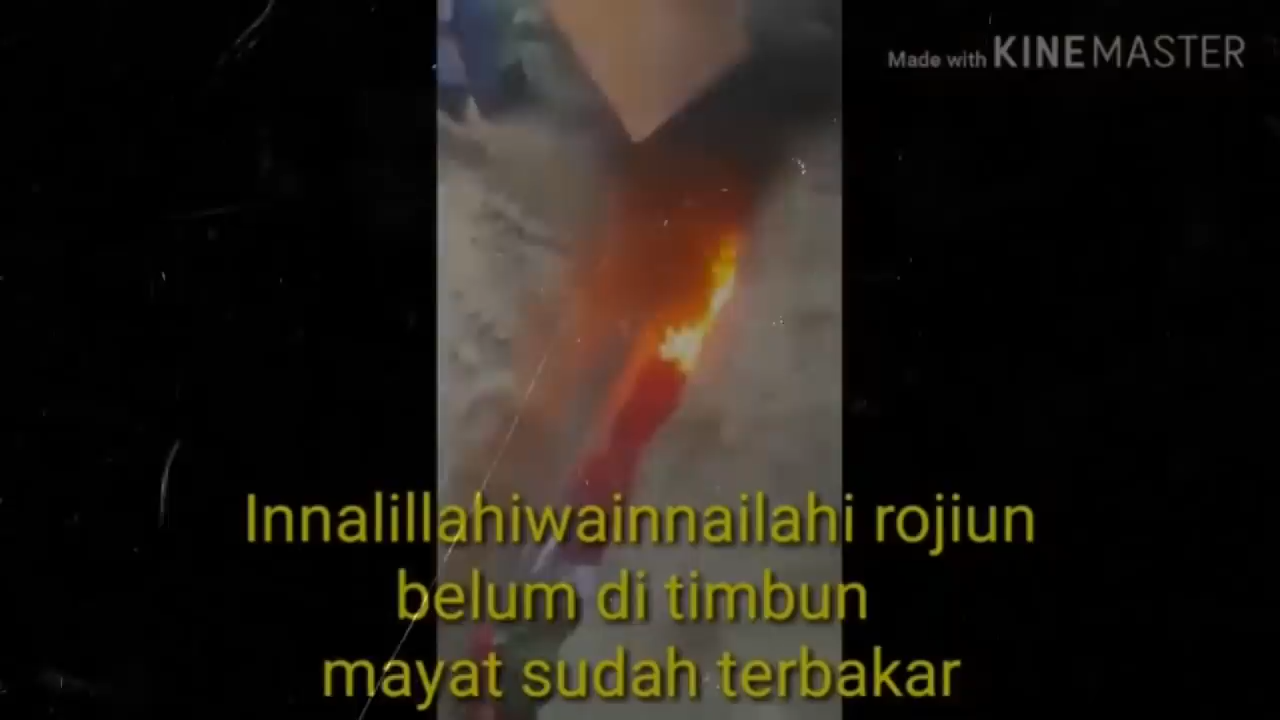 Made with KINEMASTER
Innalillahiwainnailahi rojiun
belum di timbun
mayat sudah terbakar